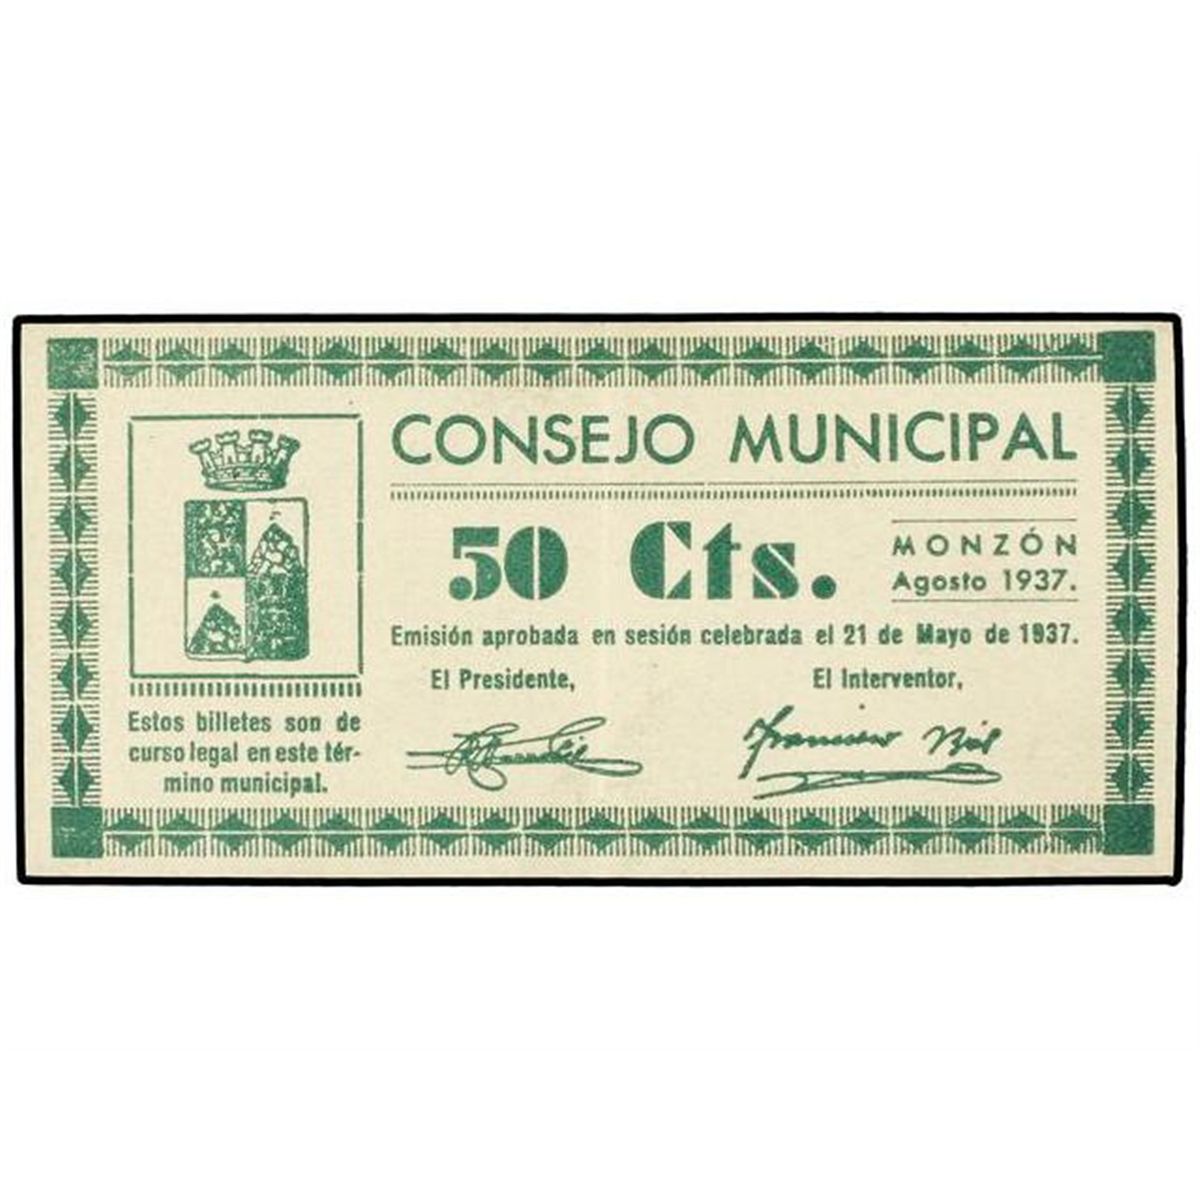 CONSEJO MUNICIPAL
50 Cts.
MONZÓN
Agosto 1937.
Emisión aprobada en sesión celebrada el 21 de Mayo de 1937.
El Presidente,
El Interventor,
Estos billetes son de
curso legal en este tér-
mino municipal.